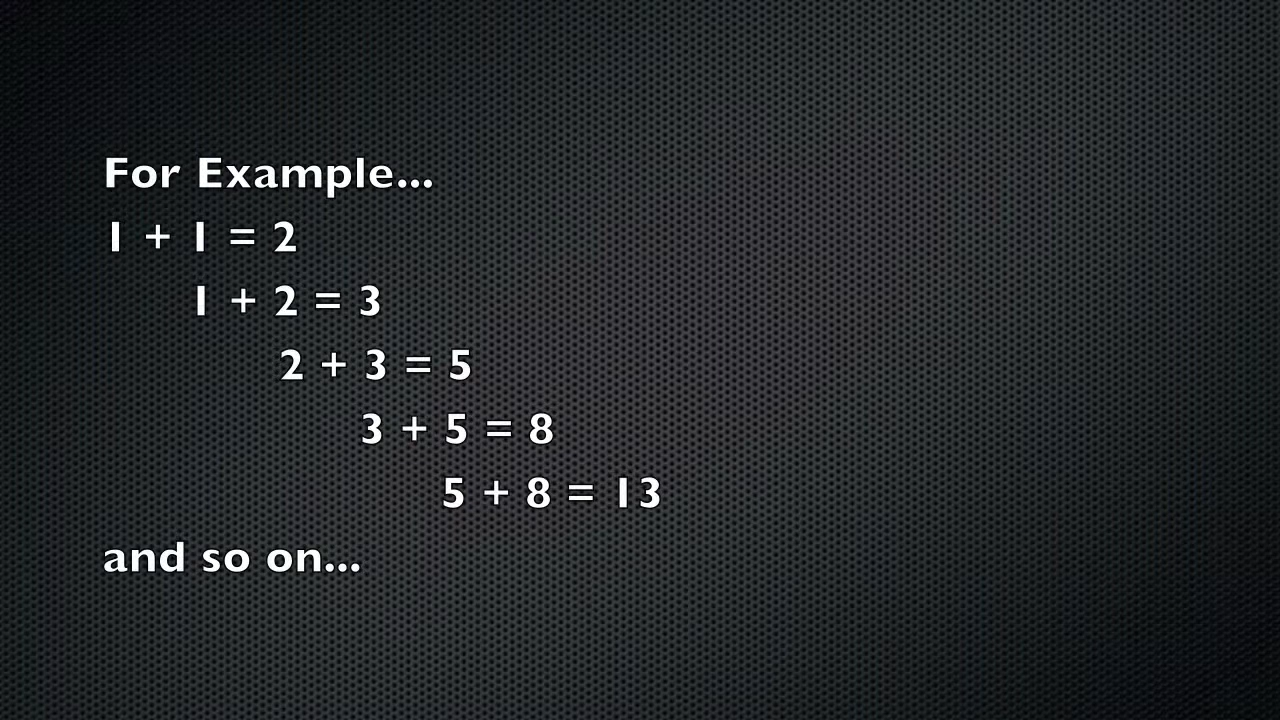 For Example...
1 + 1 = 2
1 + 2 = 3
2 + 3 = 5
3 + 5 = 8
5 + 8 = 13
and so on...